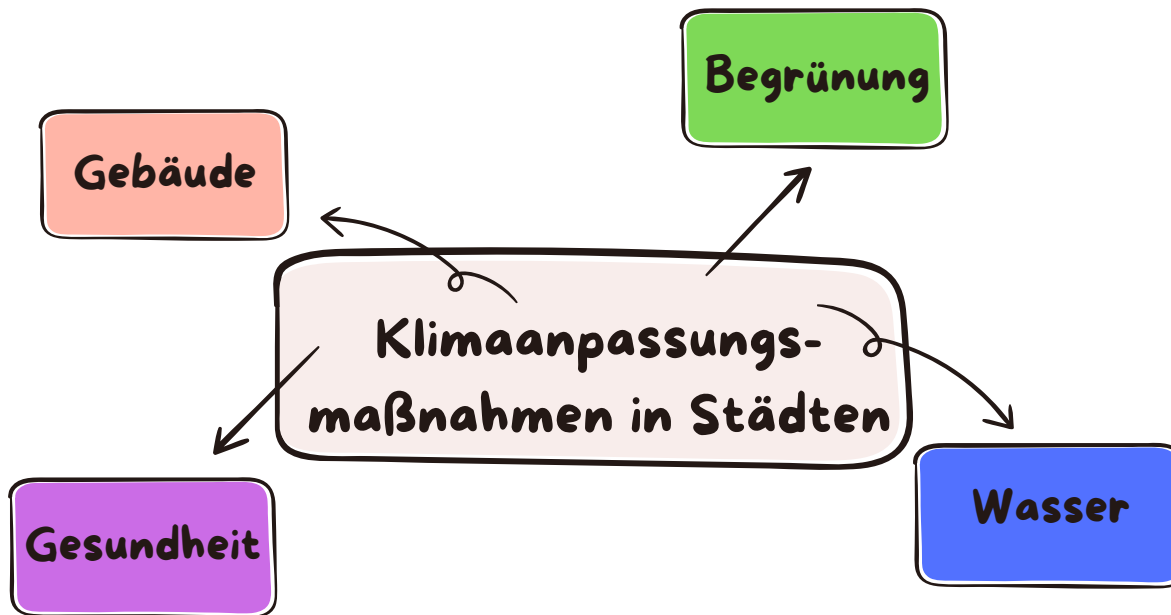 Begrünung
Gebäude
Klimaanpassungs-
maßnahmen in Städten
Wasser
Gesundheit